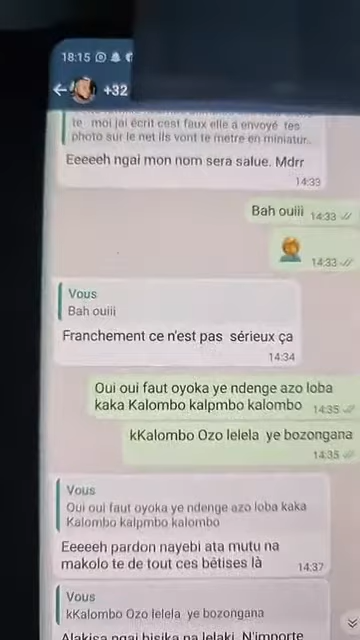 18:15
+32
te moi jai écrit cest faux elle a envoyé tes
photo sur le net ils vont te metre en miniatur..
Eeeeeh ngai mon nom sera salue. Mdrr
14:33
Bah ouiii 14:33
14:33
Vous
Bah ouiii
Franchement ce n'est pas sérieux ça
14:34
Oui oui faut oyoka ye ndenge azo loba
kaka Kalombo kalpmbo kalombo 14:35
kKalombo Ozo lelela ye bozongana
14:35
Vous
Oui oui faut oyoka ye ndenge azo loba kaka
Kalombo kalpmbo kalombo
Eeeeeh pardon nayebi ata mutu na
makolo te de tout ces bêtises là 14:37
Vous
kKalombo Ozo lelela ye bozongana
Alakisa ngai bisika na lelaki. N'importe